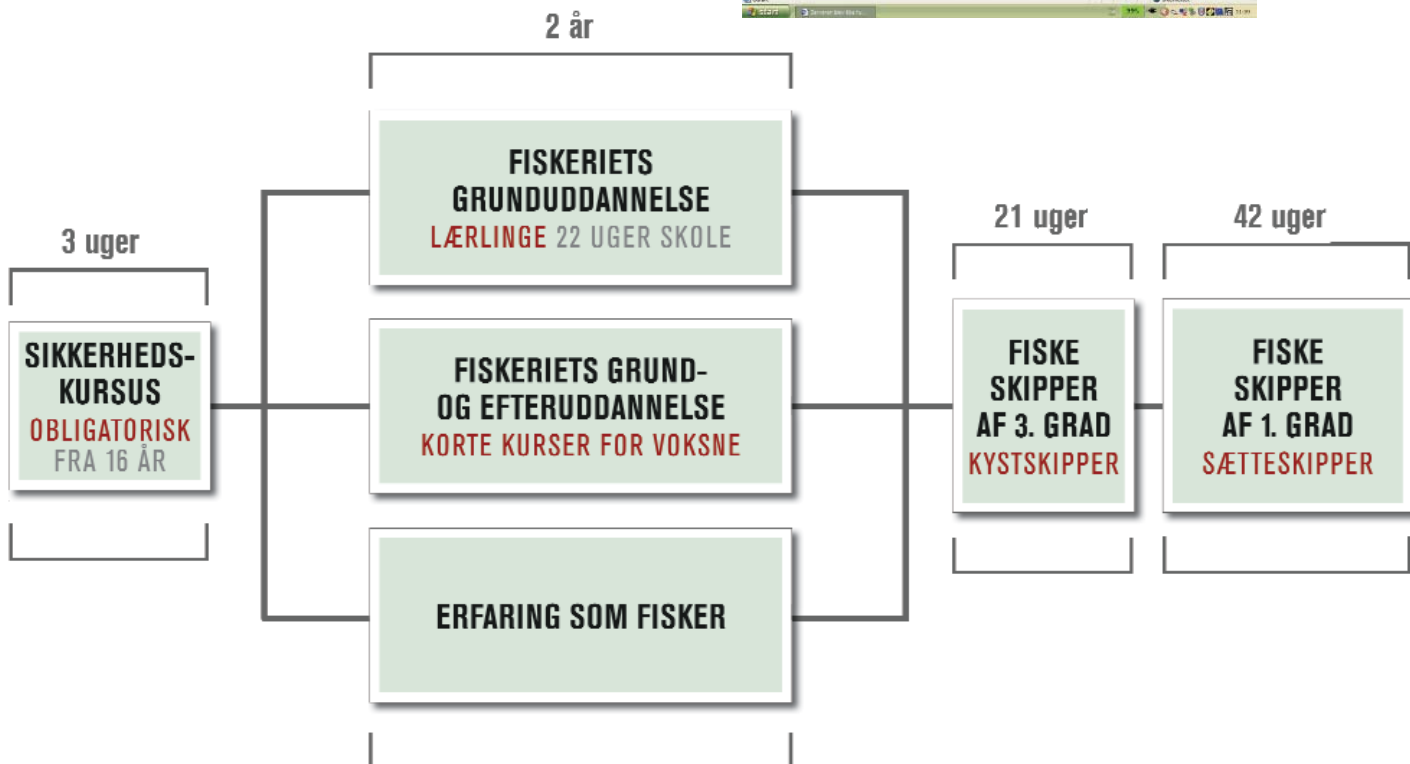 start
2 år
FISKERIETS
GRUNDUDDANNELSE
LÆRLINGE 22 UGER SKOLE
3 uger
SIKKERHEDS-
KURSUS
OBLIGATORISK
FRA 16 ÅR
FISKERIETS GRUND-
OG EFTERUDDANNELSE
KORTE KURSER FOR VOKSNE
ERFARING SOM FISKER
21 uger
FISKE
SKIPPER
AF 3. GRAD
KYSTSKIPPER
42 uger
FISKE
SKIPPER
AF 1. GRAD
SÆTTESKIPPER